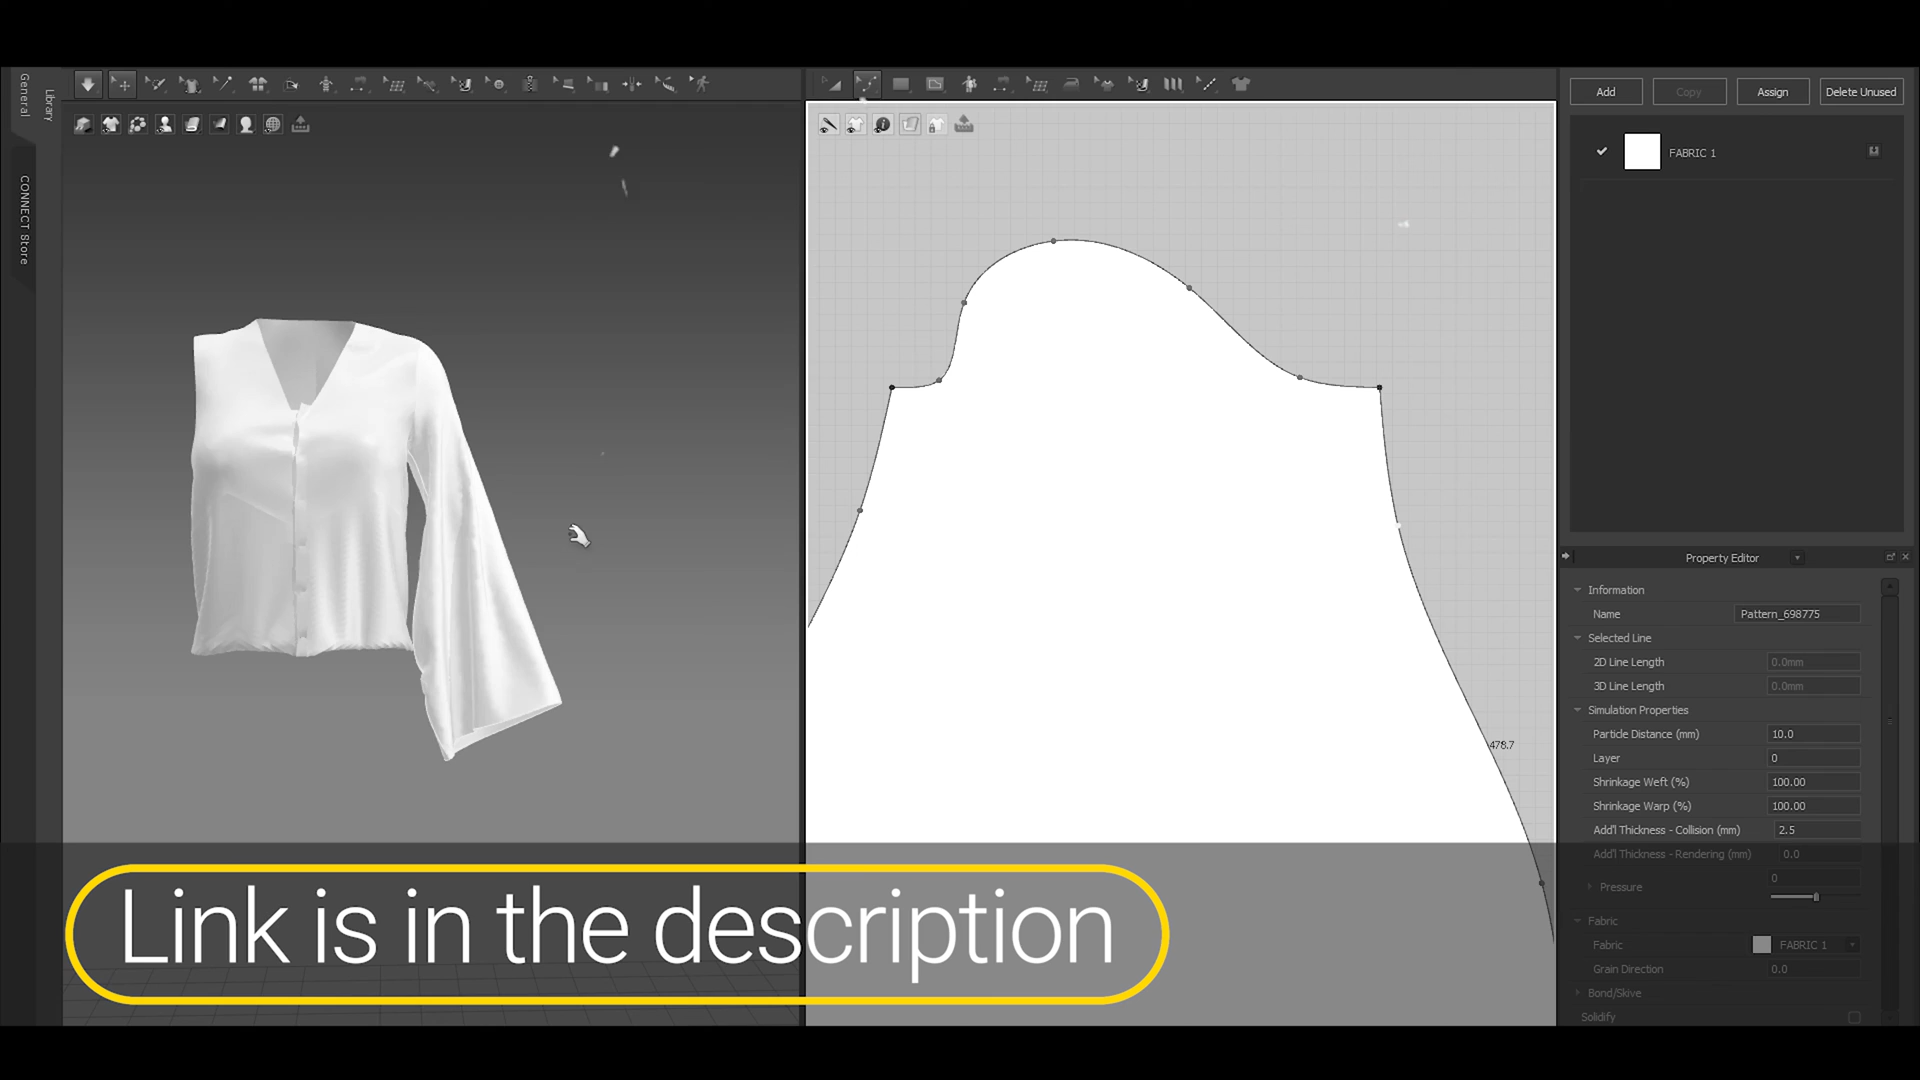 General
Library
CONNECT Store
Add
Copy
Assign
Delete Unused
FABRIC 1
478.7
Property Editor
Information
Name
Pattern_698775
Selected Line
2D Line Length
0.0mm
3D Line Length
0.0mm
Simulation Properties
Particle Distance (mm)
10.0
Layer
0
Shrinkage Weft (%)
100.00
Shrinkage Warp (%)
100.00
Add'l Thickness - Collision (mm)
2.5
Add'l Thickness - Rendering (mm)
0.0
Pressure
0
Fabric
Fabric
FABRIC 1
Grain Direction
0.0
Bond/Skive
Solidify
Link is in the description